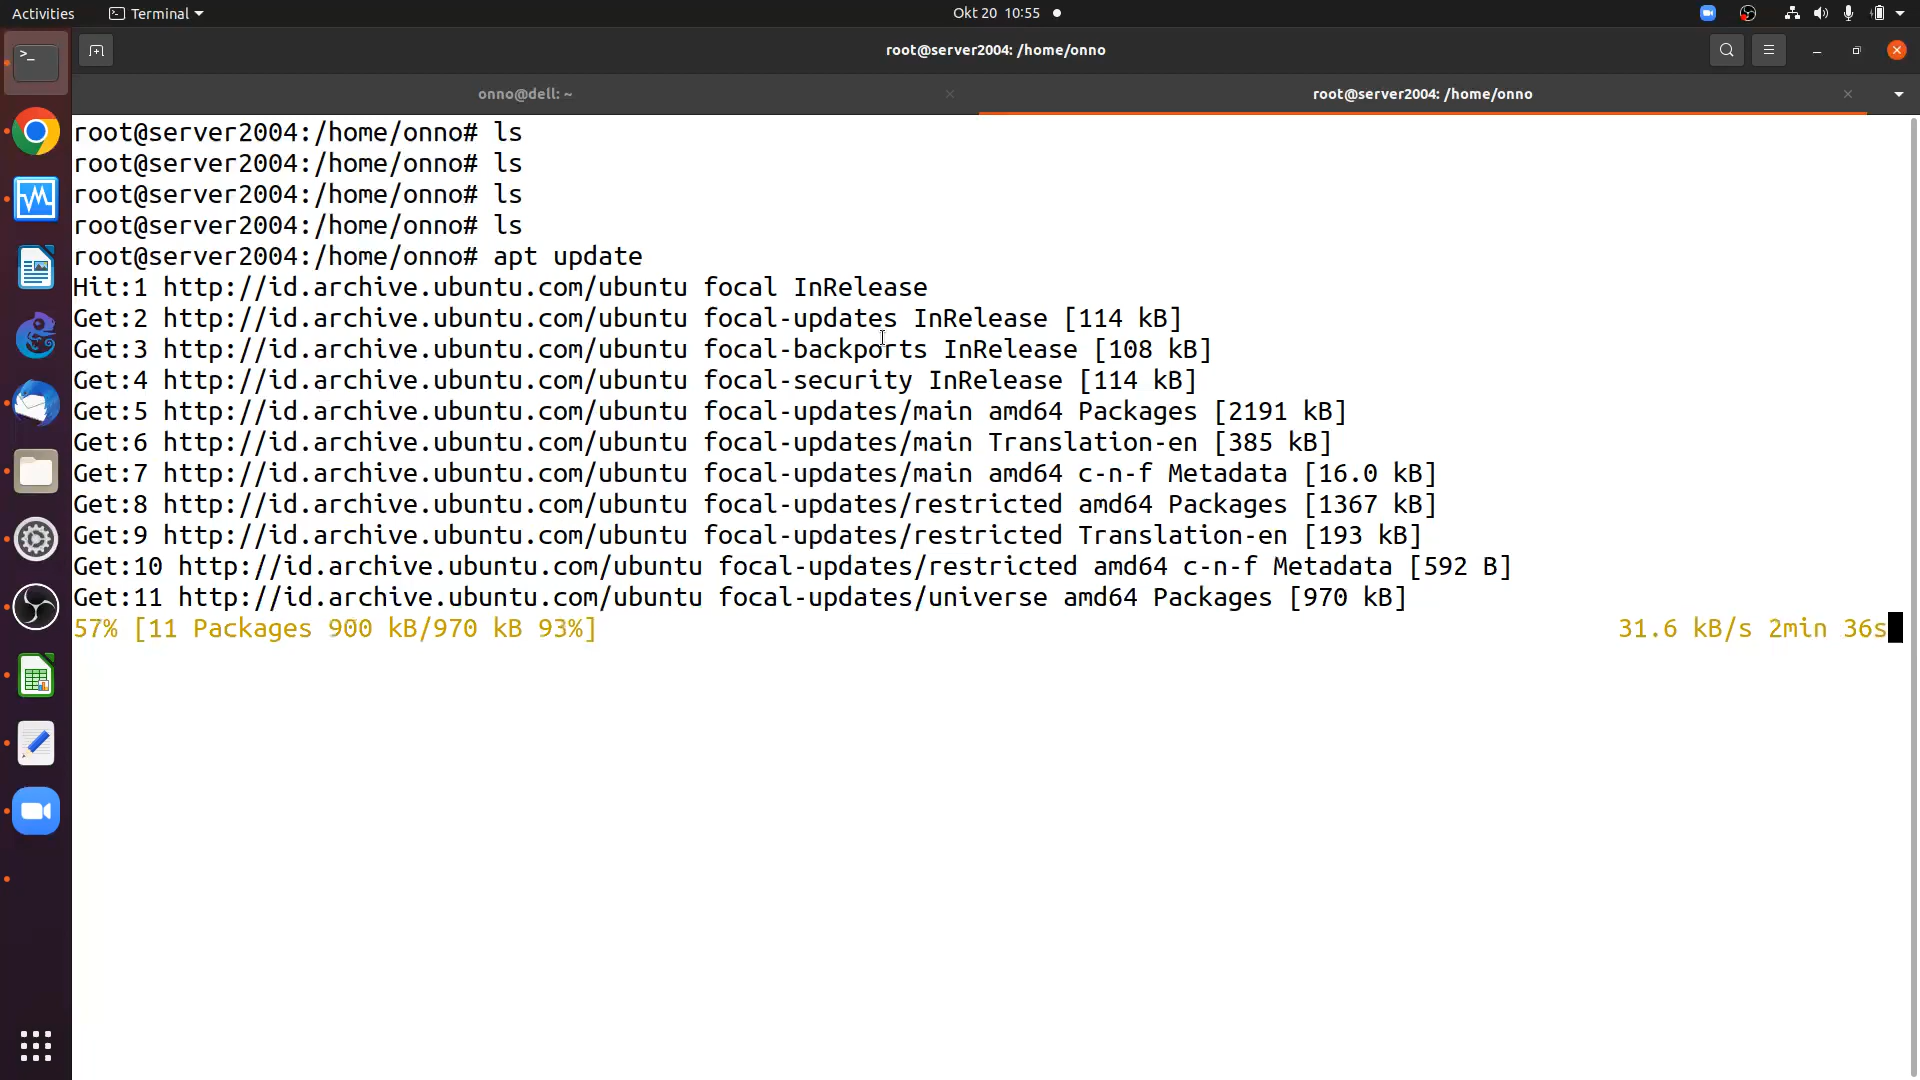 Activities Terminal Okt 20 10:55
root@server2004: /home/onno
onno@dell: ~ root@server2004: /home/onno
root@server2004:/home/onno# ls
root@server2004:/home/onno# ls
root@server2004:/home/onno# ls
root@server2004:/home/onno# ls
root@server2004:/home/onno# apt update
Hit:1 http://id.archive.ubuntu.com/ubuntu focal InRelease
Get:2 http://id.archive.ubuntu.com/ubuntu focal-updates InRelease [114 kB]
Get:3 http://id.archive.ubuntu.com/ubuntu focal-backports InRelease [108 kB]
Get:4 http://id.archive.ubuntu.com/ubuntu focal-security InRelease [114 kB]
Get:5 http://id.archive.ubuntu.com/ubuntu focal-updates/main amd64 Packages [2191 kB]
Get:6 http://id.archive.ubuntu.com/ubuntu focal-updates/main Translation-en [385 kB]
Get:7 http://id.archive.ubuntu.com/ubuntu focal-updates/main amd64 c-n-f Metadata [16.0 kB]
Get:8 http://id.archive.ubuntu.com/ubuntu focal-updates/restricted amd64 Packages [1367 kB]
Get:9 http://id.archive.ubuntu.com/ubuntu focal-updates/restricted Translation-en [193 kB]
Get:10 http://id.archive.ubuntu.com/ubuntu focal-updates/restricted amd64 c-n-f Metadata [592 B]
Get:11 http://id.archive.ubuntu.com/ubuntu focal-updates/universe amd64 Packages [970 kB]
57% [11 Packages 900 kB/970 kB 93%] 31.6 kB/s 2min 36s